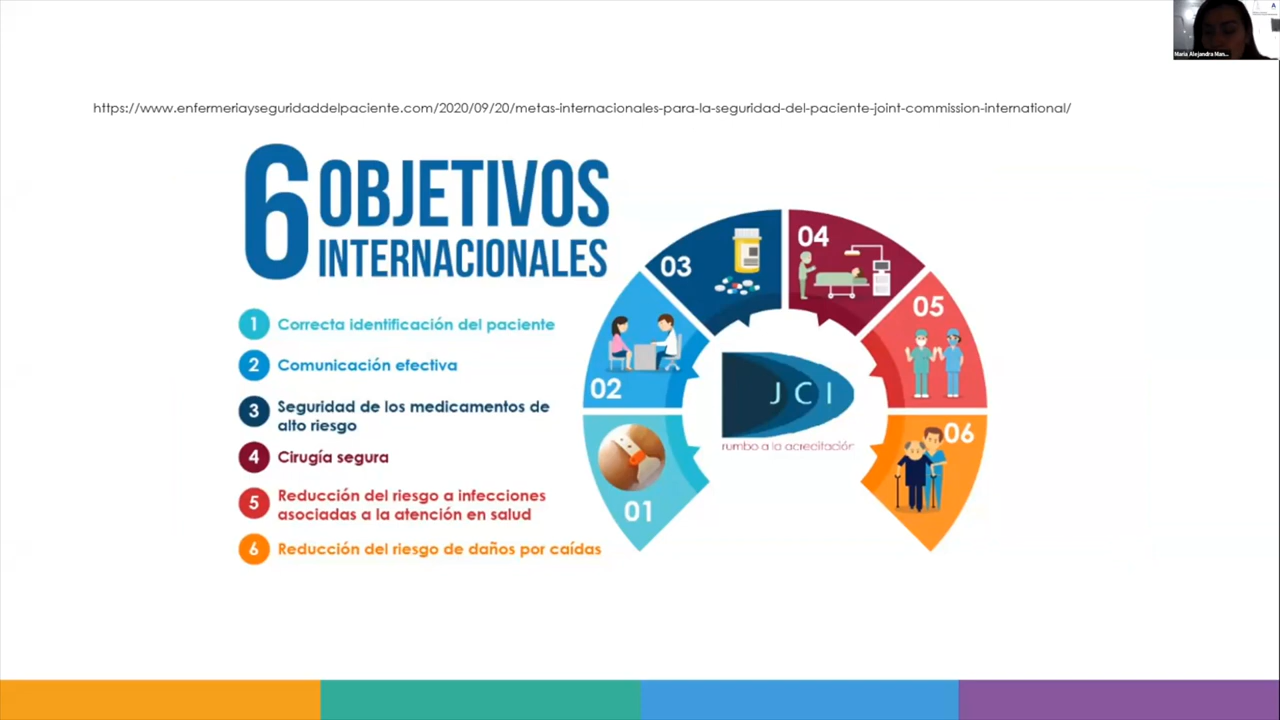 Maria Alejandra Man...
https://www.enfermeriayseguridaddelpaciente.com/2020/09/20/metas-internacionales-para-la-seguridad-del-paciente-joint-commission-international/
6 OBJETIVOS
INTERNACIONALES
1 Correcta identificación del paciente
2 Comunicación efectiva
3 Seguridad de los medicamentos de
alto riesgo
4 Cirugía segura
5 Reducción del riesgo a infecciones
asociadas a la atención en salud
6 Reducción del riesgo de daños por caídas
01
02
03
04
05
06
JCI
rumbo a la acreditación